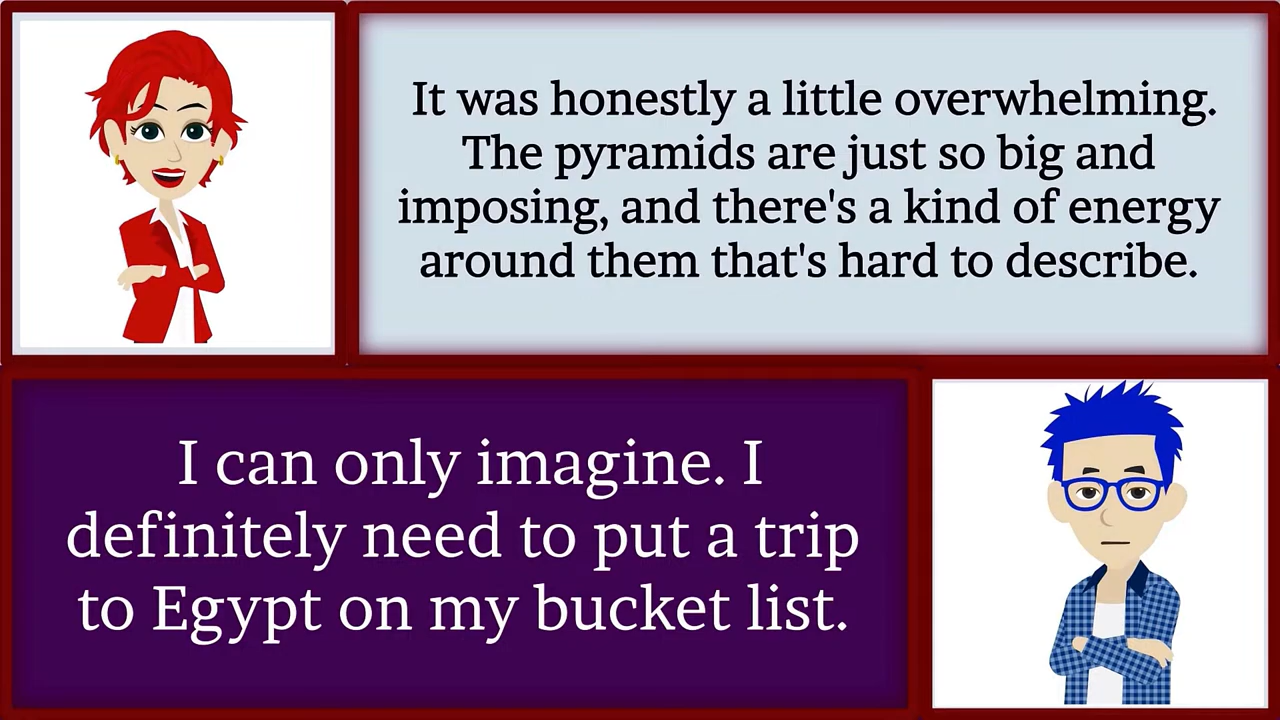 It was honestly a little overwhelming.
The pyramids are just so big and
imposing, and there's a kind of energy
around them that's hard to describe.
I can only imagine. I
definitely need to put a trip
to Egypt on my bucket list.